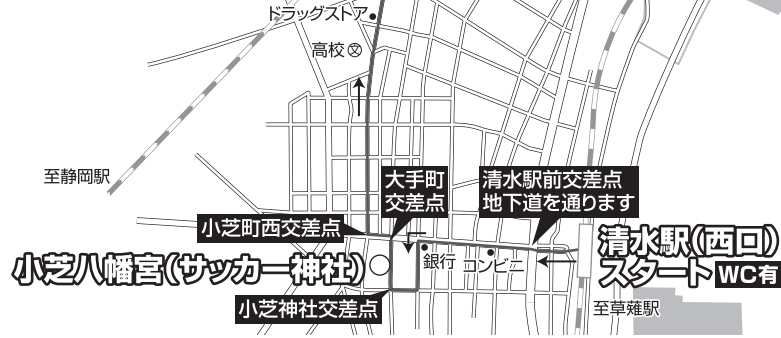 ドラッグストア
高校
至静岡駅
大手町
交差点
清水駅前交差点
地下道を通ります
小芝町西交差点
清水駅(西口)
スタート WC有
小芝八幡宮(サッカー神社)
銀行
コンビニ
小芝神社交差点
至草薙駅